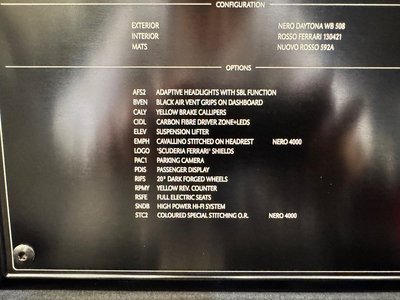 CONFIGURATION
EXTERIOR NERO DAYTONA WB 508
INTERIOR ROSSO FERRARI 130421
MATS NUOVO ROSSO 592A
OPTIONS
AFS2 ADAPTIVE HEADLIGHTS WITH SBL FUNCTION
BVEN BLACK AIR VENT GRIPS ON DASHBOARD
CALY YELLOW BRAKE CALLIPERS
CIDL CARBON FIBRE DRIVER ZONE+LEDS
ELEV SUSPENSION LIFTER
EMPH CAVALLINO STITCHED ON HEADREST NERO 4000
LOGO 'SCUDERIA FERRARI' SHIELDS
PAC1 PARKING CAMERA
PDIS PASSENGER DISPLAY
RIFS 20" DARK FORGED WHEELS
RPMY YELLOW REV. COUNTER
RSFE FULL ELECTRIC SEATS
SNDB HIGH POWER HI-FI SYSTEM
STC2 COLOURED SPECIAL STITCHING O.R. NERO 4000